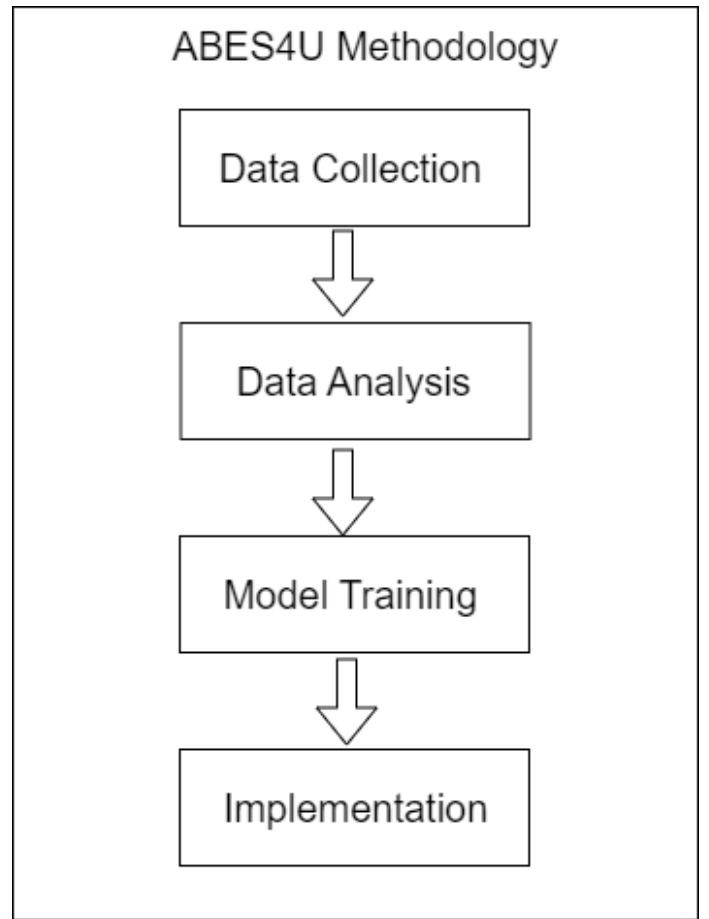 ABES4U Methodology
Data Collection
Data Analysis
Model Training
Implementation